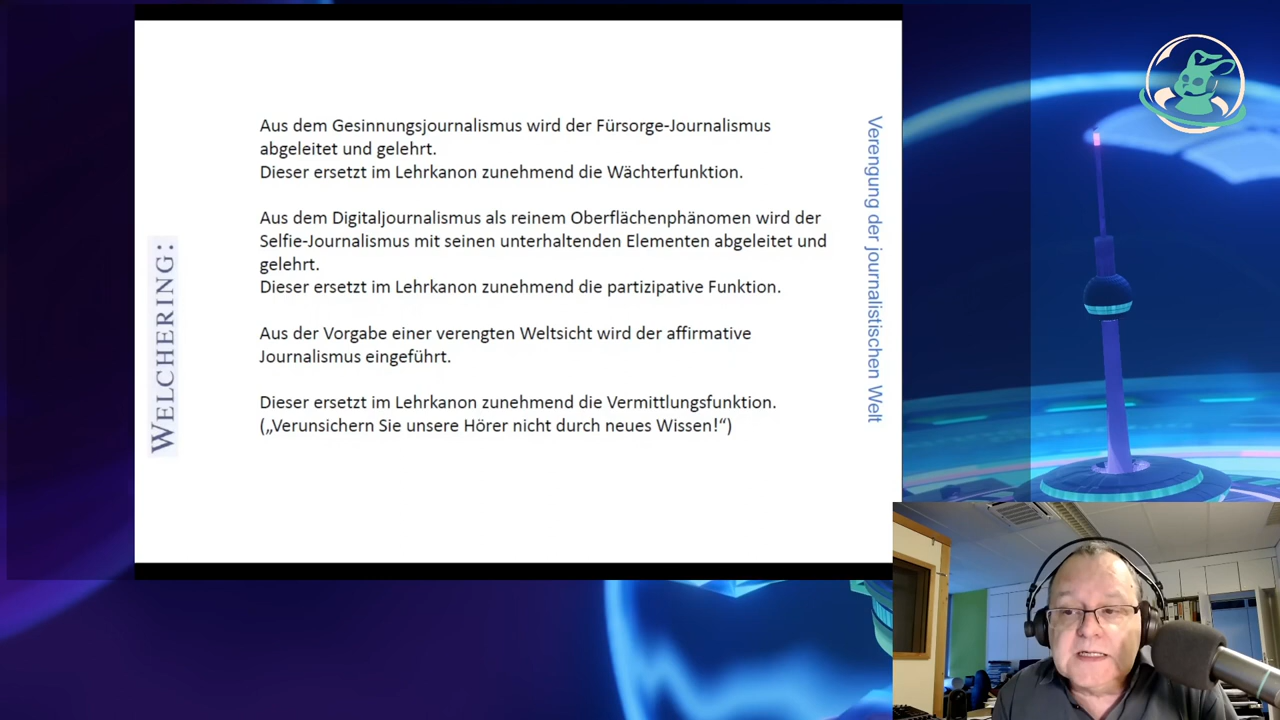 WELCHERING:
Aus dem Gesinnungsjournalismus wird der Fürsorge-Journalismus
abgeleitet und gelehrt.
Dieser ersetzt im Lehrkanon zunehmend die Wächterfunktion.
Aus dem Digitaljournalismus als reinem Oberflächenphänomen wird der
Selfie-Journalismus mit seinen unterhaltenden Elementen abgeleitet und
gelehrt.
Dieser ersetzt im Lehrkanon zunehmend die partizipative Funktion.
Aus der Vorgabe einer verengten Weltsicht wird der affirmative
Journalismus eingeführt.
Dieser ersetzt im Lehrkanon zunehmend die Vermittlungsfunktion.
(„Verunsichern Sie unsere Hörer nicht durch neues Wissen!“)
Verengung der journalistischen Welt